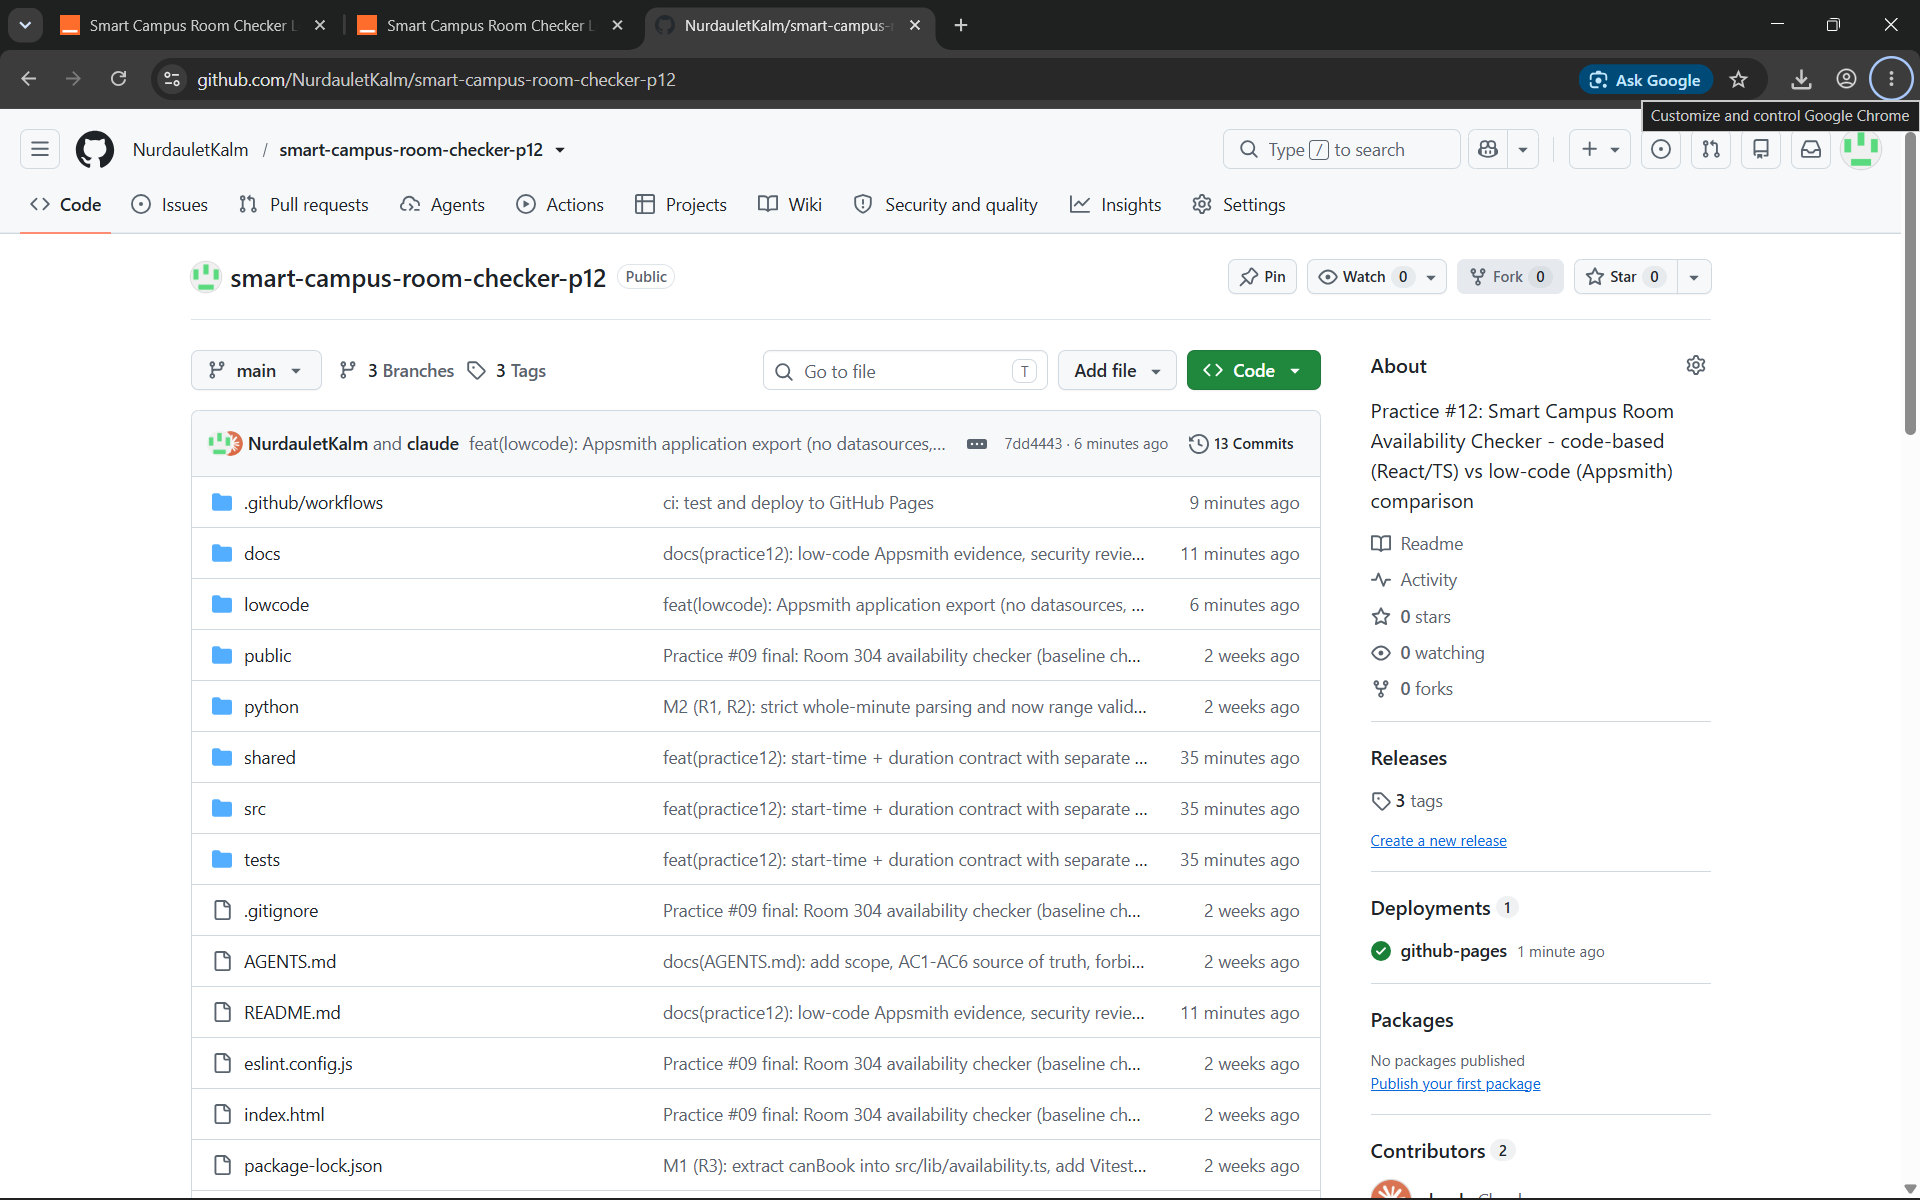 Smart Campus Room Checker L
Smart Campus Room Checker L
NurdauletKalm/smart-campus-
github.com/NurdauletKalm/smart-campus-room-checker-p12
Ask Google
Customize and control Google Chrome
NurdauletKalm / smart-campus-room-checker-p12
Type / to search
Code
Issues
Pull requests
Agents
Actions
Projects
Wiki
Security and quality
Insights
Settings
smart-campus-room-checker-p12 Public
Pin
Watch 0
Fork 0
Star 0
main
3 Branches
3 Tags
Go to file T
Add file
Code
NurdauletKalm and claude feat(lowcode): Appsmith application export (no datasources,... 7dd4443 · 6 minutes ago 13 Commits
.github/workflows ci: test and deploy to GitHub Pages 9 minutes ago
docs docs(practice12): low-code Appsmith evidence, security revie... 11 minutes ago
lowcode feat(lowcode): Appsmith application export (no datasources, ... 6 minutes ago
public Practice #09 final: Room 304 availability checker (baseline ch... 2 weeks ago
python M2 (R1, R2): strict whole-minute parsing and now range valid... 2 weeks ago
shared feat(practice12): start-time + duration contract with separate ... 35 minutes ago
src feat(practice12): start-time + duration contract with separate ... 35 minutes ago
tests feat(practice12): start-time + duration contract with separate ... 35 minutes ago
.gitignore Practice #09 final: Room 304 availability checker (baseline ch... 2 weeks ago
AGENTS.md docs(AGENTS.md): add scope, AC1-AC6 source of truth, forbi... 2 weeks ago
README.md docs(practice12): low-code Appsmith evidence, security revie... 11 minutes ago
eslint.config.js Practice #09 final: Room 304 availability checker (baseline ch... 2 weeks ago
index.html Practice #09 final: Room 304 availability checker (baseline ch... 2 weeks ago
package-lock.json M1 (R3): extract canBook into src/lib/availability.ts, add Vitest... 2 weeks ago
About
Practice #12: Smart Campus Room
Availability Checker - code-based
(React/TS) vs low-code (Appsmith)
comparison
Readme
Activity
0 stars
0 watching
0 forks
Releases
3 tags
Create a new release
Deployments 1
github-pages 1 minute ago
Packages
No packages published
Publish your first package
Contributors 2